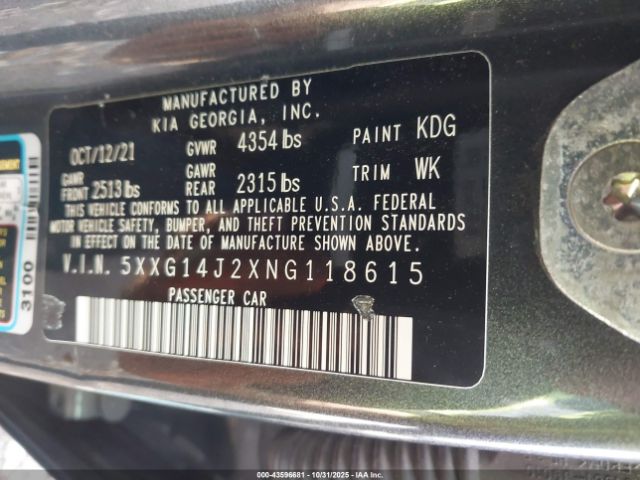 MANUFACTURED BY
KIA GEORGIA, INC.
OCT/12/21 GVWR 4354 lbs PAINT KDG
GAWR FRONT 2513 lbs GAWR REAR 2315 lbs TRIM WK
THIS VEHICLE CONFORMS TO ALL APPLICABLE U.S.A. FEDERAL
MOTOR VEHICLE SAFETY, BUMPER, AND THEFT PREVENTION STANDARDS
IN EFFECT ON THE DATE OF MANUFACTURE SHOWN ABOVE.
V.I.N. 5XXG14J2XNG118615
PASSENGER CAR
3100
00-43596681 - 10/31/2025 - IAA Inc.